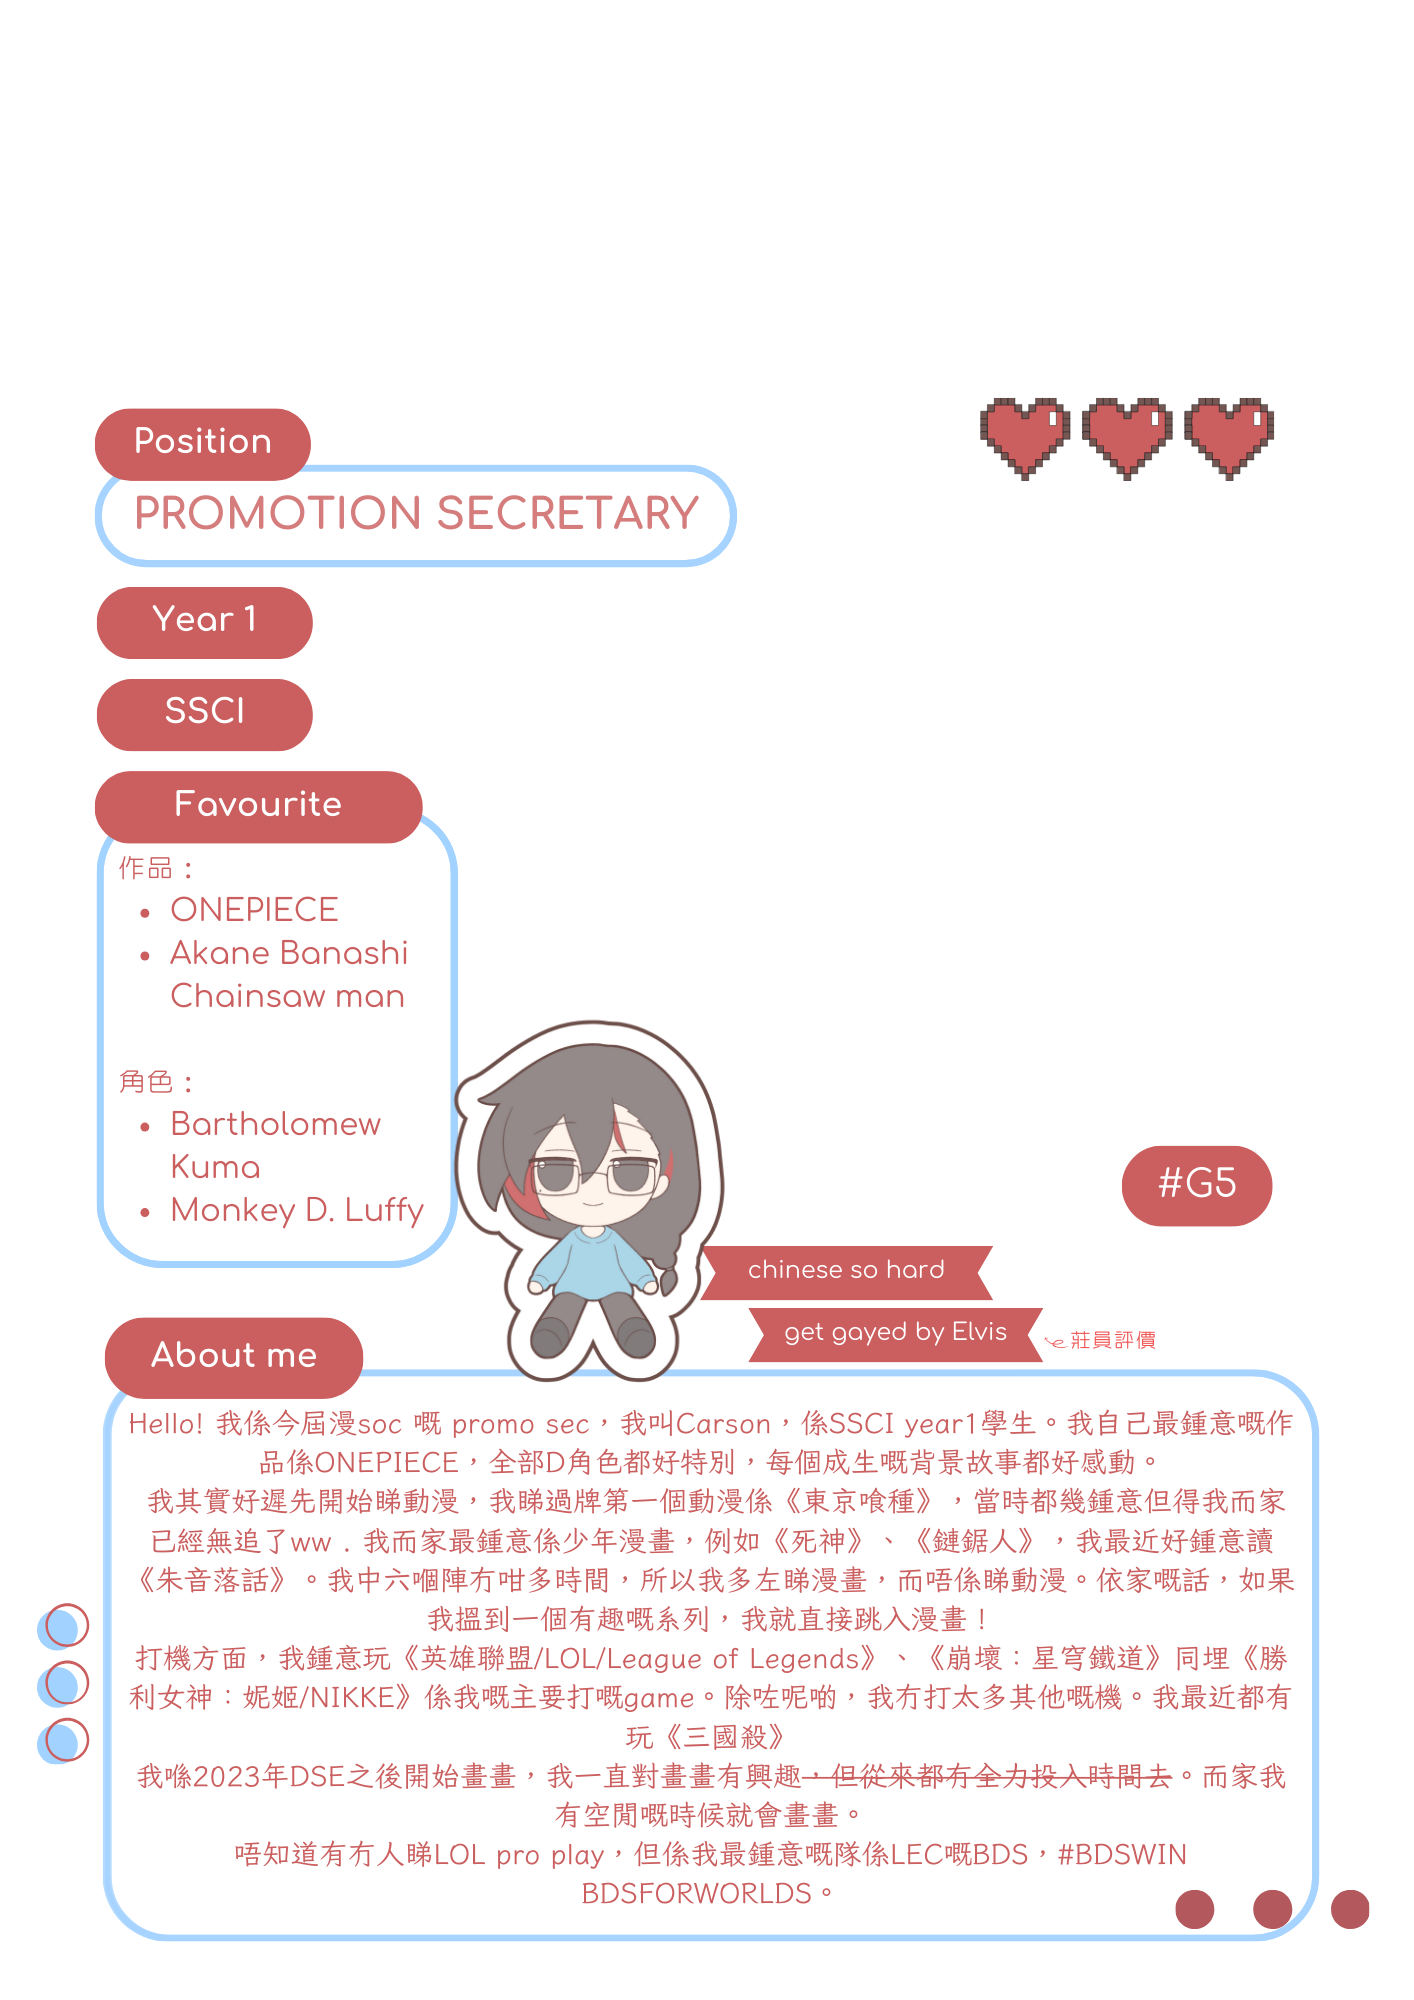 Position
PROMOTION SECRETARY
Year 1
SSCI
Favourite
作品：
• ONEPIECE
• Akane Banashi
Chainsaw man
角色：
• Bartholomew
Kuma
• Monkey D. Luffy
#G5
chinese so hard
get gayed by Elvis
莊員評價
About me
Hello! 我係今屆漫soc 嘅 promo sec，我叫Carson，係SSCI year1學生。我自己最鍾意嘅作
品係ONEPIECE，全部D角色都好特別，每個成生嘅背景故事都好感動。
我其實好遲先開始睇動漫，我睇過牌第一個動漫係《東京喰種》，當時都幾鍾意但得我而家
已經無追了ww . 我而家最鍾意係少年漫畫，例如《死神》、《鏈鋸人》，我最近好鍾意讀
《朱音落話》。我中六嗰陣冇咁多時間，所以我多左睇漫畫，而唔係睇動漫。依家嘅話，如果
我搵到一個有趣嘅系列，我就直接跳入漫畫！
打機方面，我鍾意玩《英雄聯盟/LOL/League of Legends》、《崩壞：星穹鐵道》同埋《勝
利女神：妮姬/NIKKE》係我嘅主要打嘅game。除咗呢啲，我冇打太多其他嘅機。我最近都有
玩《三國殺》
我喺2023年DSE之後開始畫畫，我一直對畫畫有興趣，但從來都冇全力投入時間去。而家我
有空閒嘅時候就會畫畫。
唔知道有冇人睇LOL pro play，但係我最鍾意嘅隊係LEC嘅BDS，#BDSWIN
BDSFORWORLDS。